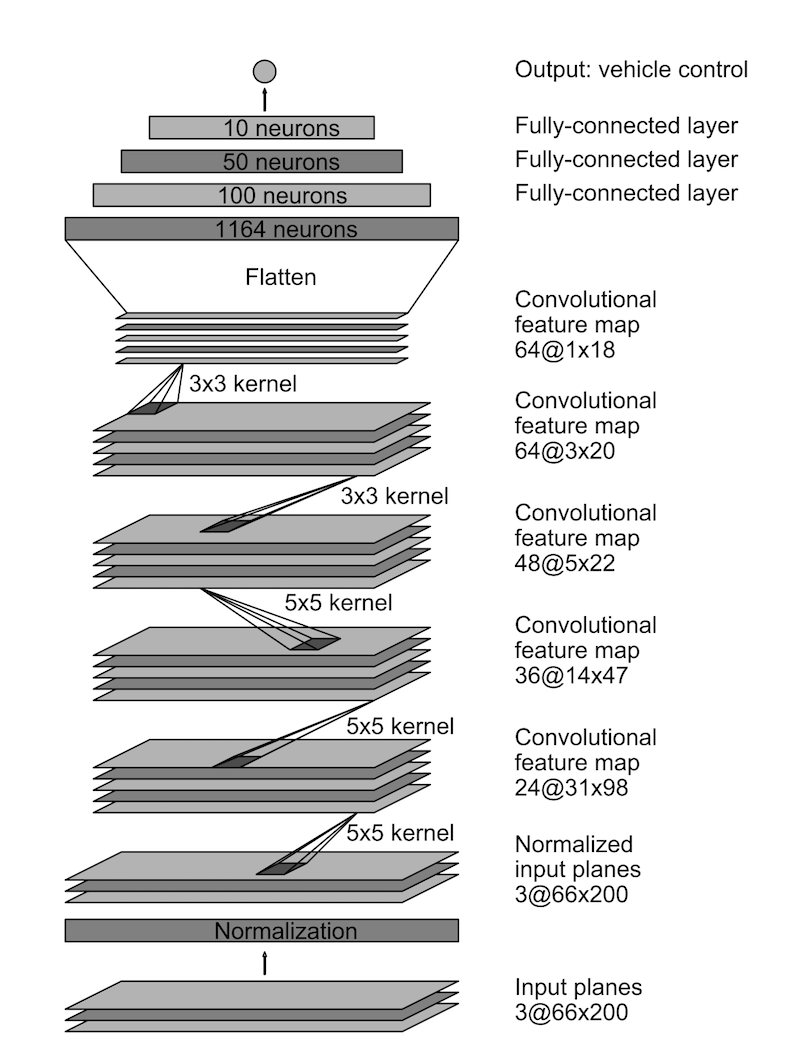 Output: vehicle control
10 neurons
Fully-connected layer
50 neurons
Fully-connected layer
100 neurons
Fully-connected layer
1164 neurons
Flatten
Convolutional
feature map
64@1x18
3x3 kernel
Convolutional
feature map
64@3x20
3x3 kernel
Convolutional
feature map
48@5x22
5x5 kernel
Convolutional
feature map
36@14x47
5x5 kernel
Convolutional
feature map
24@31x98
5x5 kernel
Normalized
input planes
3@66x200
Normalization
Input planes
3@66x200